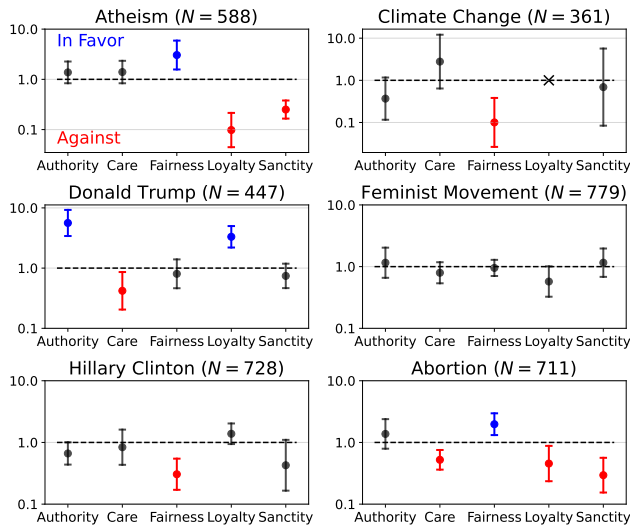 Atheism (N = 588)
In Favor
Against
1.0
0.1
Authority Care Fairness Loyalty Sanctity
Climate Change (N = 361)
10.0
1.0
0.1
Authority Care Fairness Loyalty Sanctity
Donald Trump (N = 447)
10.0
1.0
0.1
Authority Care Fairness Loyalty Sanctity
Feminist Movement (N = 779)
10.0
1.0
0.1
Authority Care Fairness Loyalty Sanctity
Hillary Clinton (N = 728)
10.0
1.0
0.1
Authority Care Fairness Loyalty Sanctity
Abortion (N = 711)
10.0
1.0
0.1
Authority Care Fairness Loyalty Sanctity